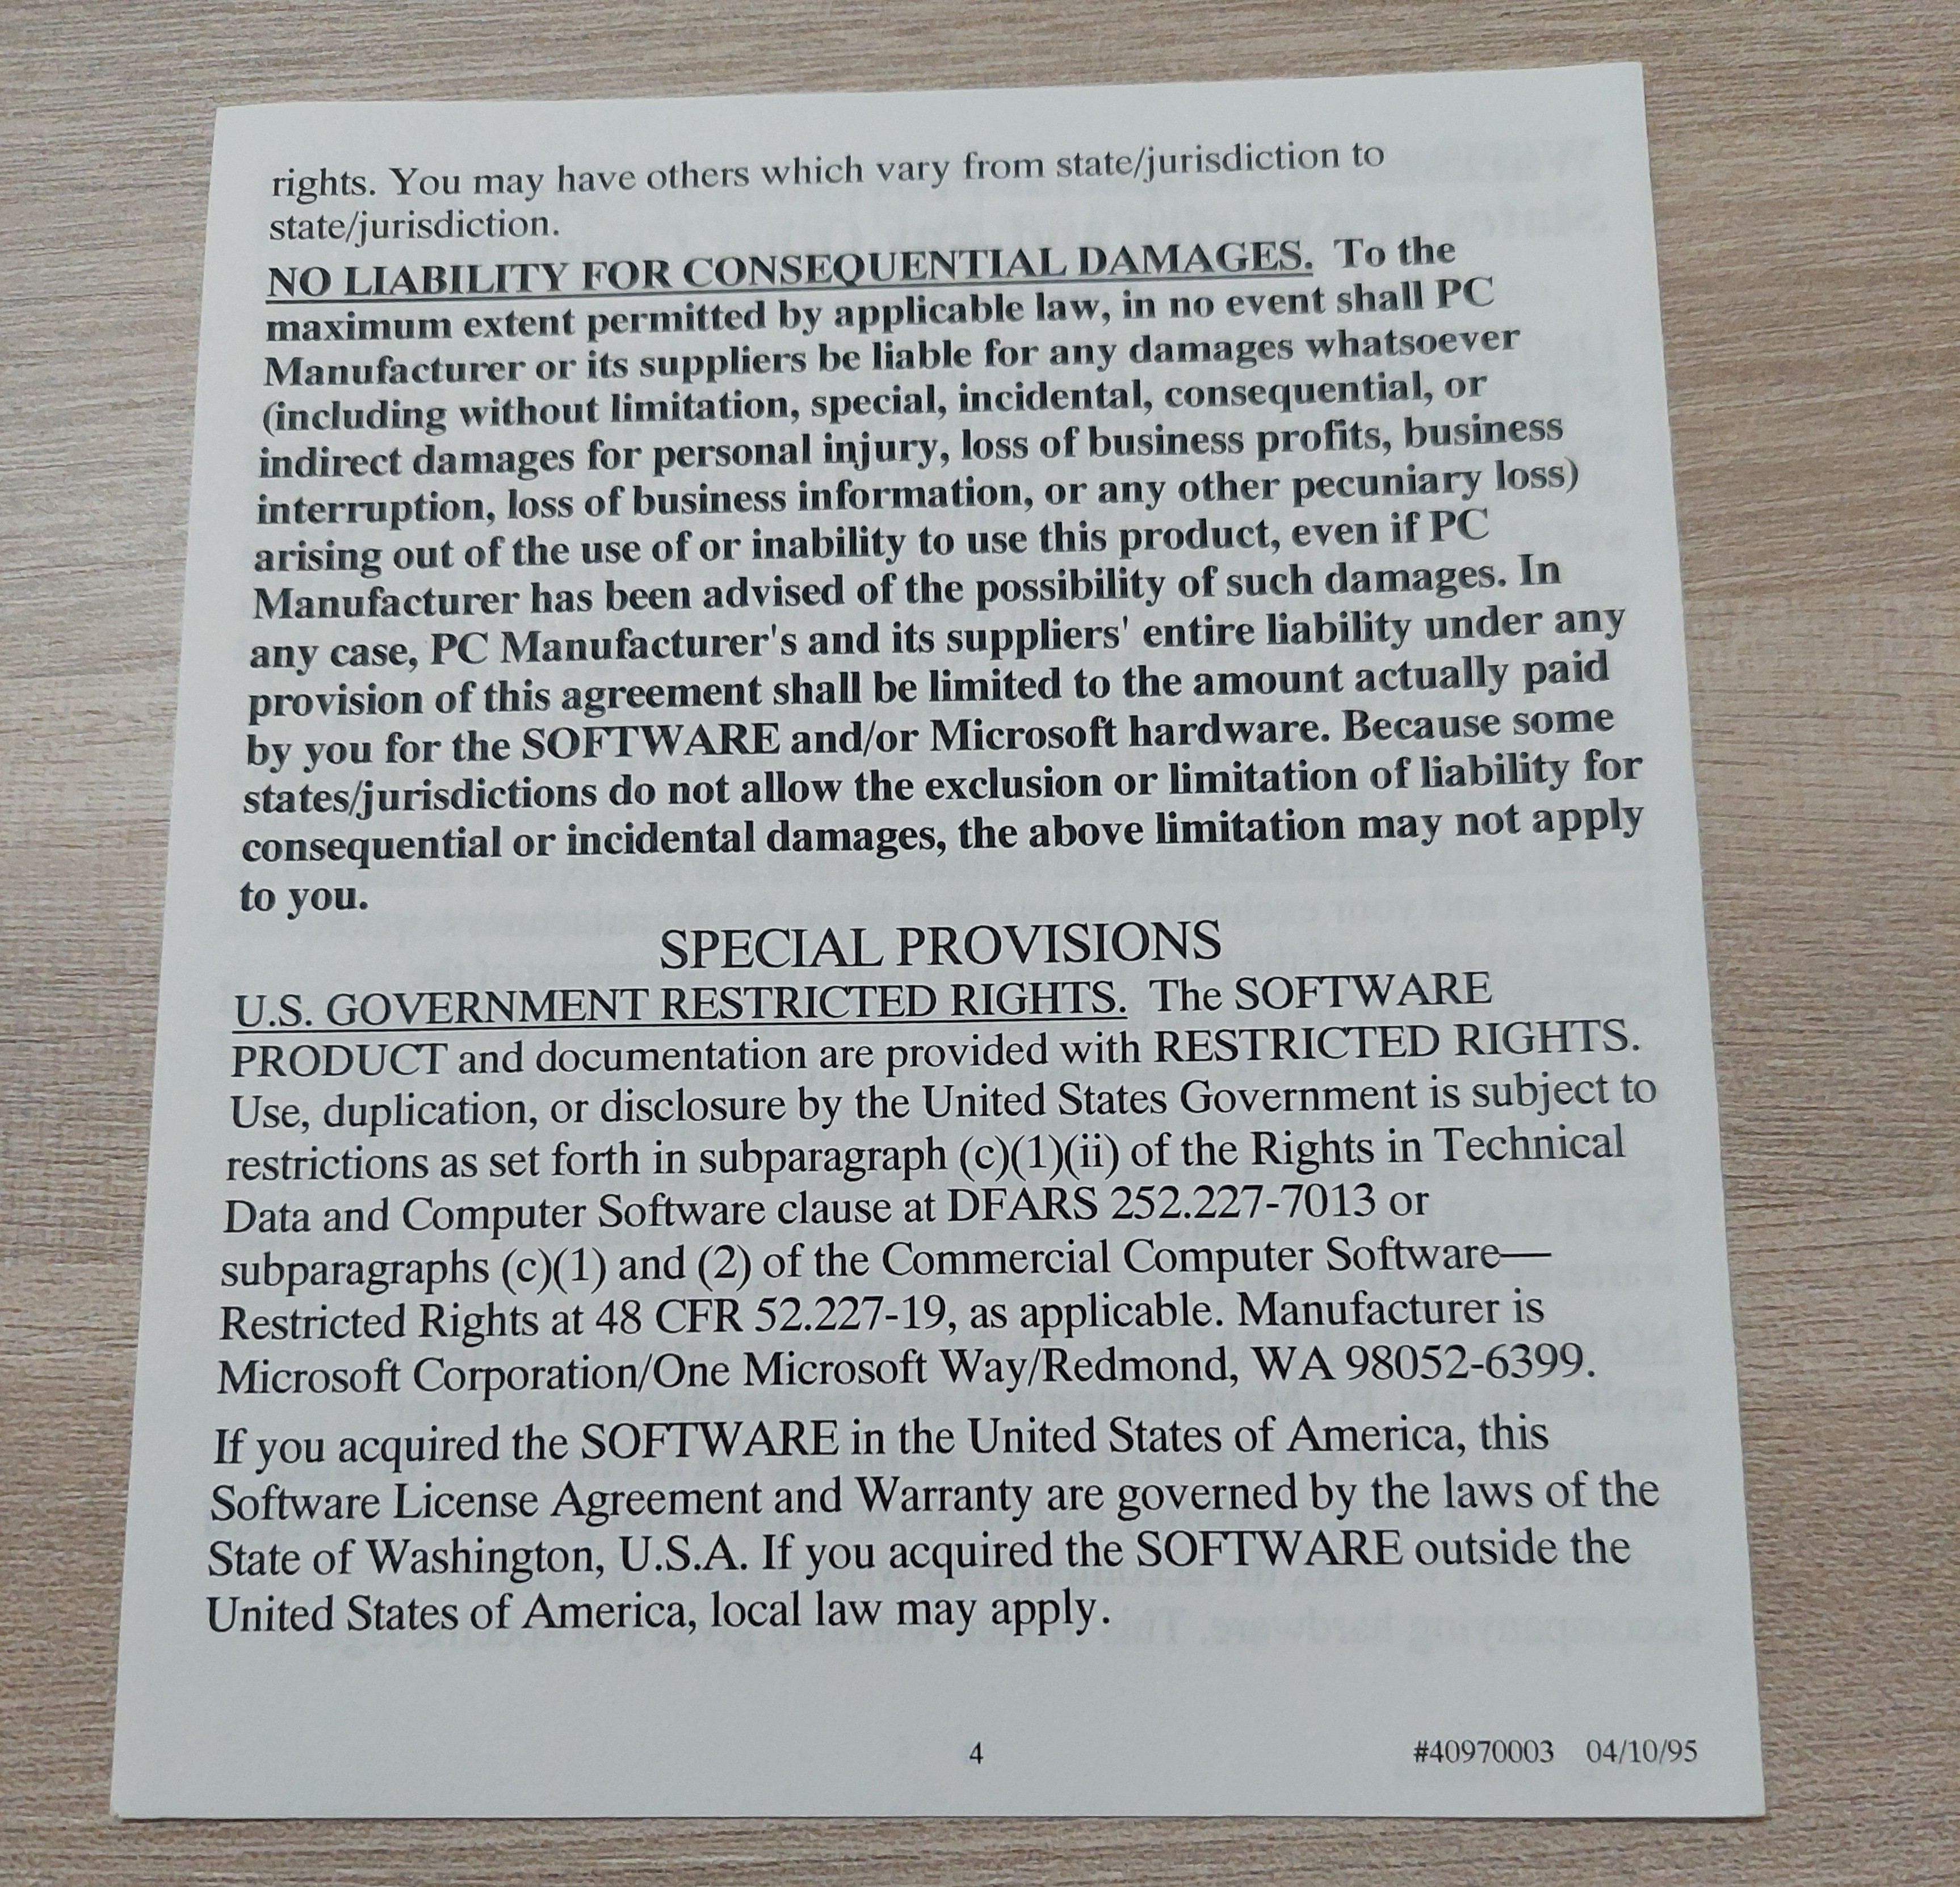 rights. You may have others which vary from state/jurisdiction to
state/jurisdiction.
NO LIABILITY FOR CONSEQUENTIAL DAMAGES. To the
maximum extent permitted by applicable law, in no event shall PC
Manufacturer or its suppliers be liable for any damages whatsoever
(including without limitation, special, incidental, consequential, or
indirect damages for personal injury, loss of business profits, business
interruption, loss of business information, or any other pecuniary loss)
arising out of the use of or inability to use this product, even if PC
Manufacturer has been advised of the possibility of such damages. In
any case, PC Manufacturer's and its suppliers' entire liability under any
provision of this agreement shall be limited to the amount actually paid
by you for the SOFTWARE and/or Microsoft hardware. Because some
states/jurisdictions do not allow the exclusion or limitation of liability for
consequential or incidental damages, the above limitation may not apply
to you.
SPECIAL PROVISIONS
U.S. GOVERNMENT RESTRICTED RIGHTS. The SOFTWARE
PRODUCT and documentation are provided with RESTRICTED RIGHTS.
Use, duplication, or disclosure by the United States Government is subject to
restrictions as set forth in subparagraph (c)(1)(ii) of the Rights in Technical
Data and Computer Software clause at DFARS 252.227-7013 or
subparagraphs (c)(1) and (2) of the Commercial Computer Software—
Restricted Rights at 48 CFR 52.227-19, as applicable. Manufacturer is
Microsoft Corporation/One Microsoft Way/Redmond, WA 98052-6399.
If you acquired the SOFTWARE in the United States of America, this
Software License Agreement and Warranty are governed by the laws of the
State of Washington, U.S.A. If you acquired the SOFTWARE outside the
United States of America, local law may apply.
4
#40970003 04/10/95